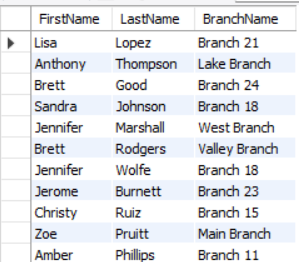 FirstName LastName BranchName
Lisa Lopez Branch 21
Anthony Thompson Lake Branch
Brett Good Branch 24
Sandra Johnson Branch 18
Jennifer Marshall West Branch
Brett Rodgers Valley Branch
Jennifer Wolfe Branch 18
Jerome Burnett Branch 23
Christy Ruiz Branch 15
Zoe Pruitt Main Branch
Amber Phillips Branch 11